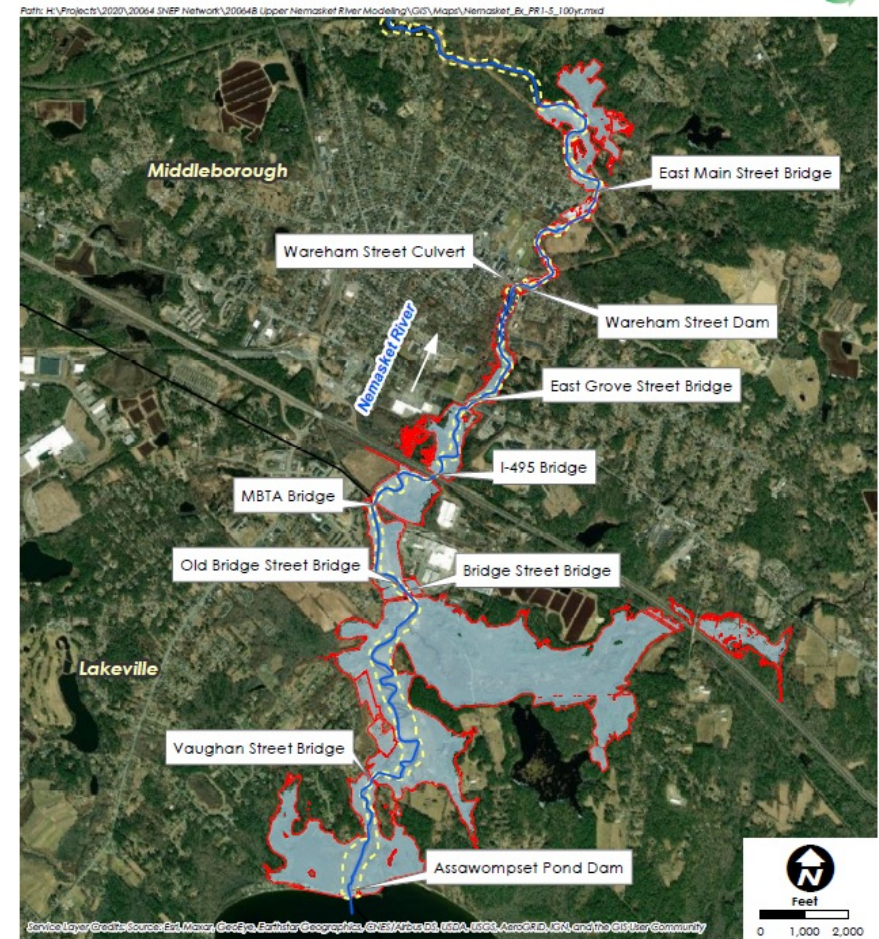 Path: H:\Projects\2020\20064 SNEP Network\20064B Upper Nemasket River Modeling\GIS\Maps\Nemasket_Ex_PR1-5_100yr.mxd
Middleborough
East Main Street Bridge
Wareham Street Culvert
Wareham Street Dam
Nemasket River
East Grove Street Bridge
I-495 Bridge
MBTA Bridge
Old Bridge Street Bridge
Bridge Street Bridge
Lakeville
Vaughan Street Bridge
Assawompset Pond Dam
N
Feet
0 1,000 2,000
Service Layer Credits: Source: Esri, Maxar, GeoEye, Earthstar Geographics, CNES/Airbus DS, USDA, USGS, AeroGRID, IGN, and the GIS User Community